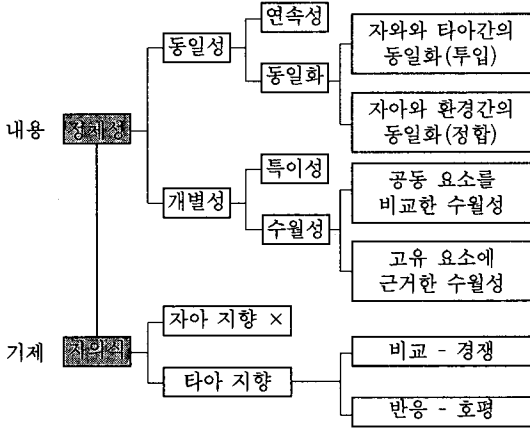 연속성
동일성
동일화
자와와 타아간의
동일화(투입)
자아와 환경간의
동일화(정합)
내용
정체성
개별성
특이성
수월성
공동 요소를
비교한 수월성
고유 요소에
근거한 수월성
기제
자의식
자아 지향 ×
타아 지향
비교 - 경쟁
반응 - 호평